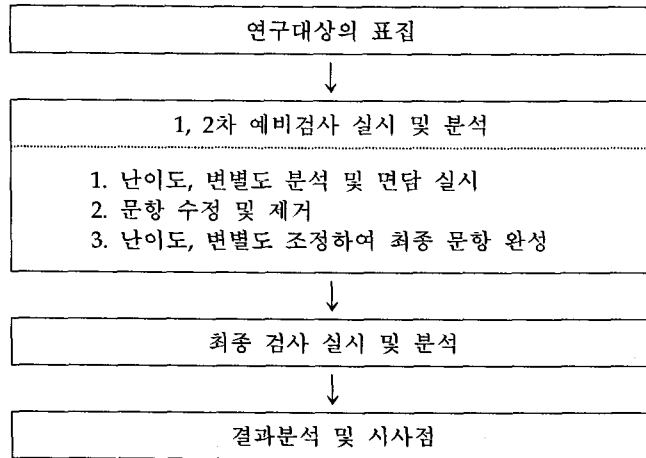 연구대상의 표집
↓
1, 2차 예비검사 실시 및 분석
1. 난이도, 변별도 분석 및 면담 실시
2. 문항 수정 및 제거
3. 난이도, 변별도 조정하여 최종 문항 완성
↓
최종 검사 실시 및 분석
↓
결과분석 및 시사점